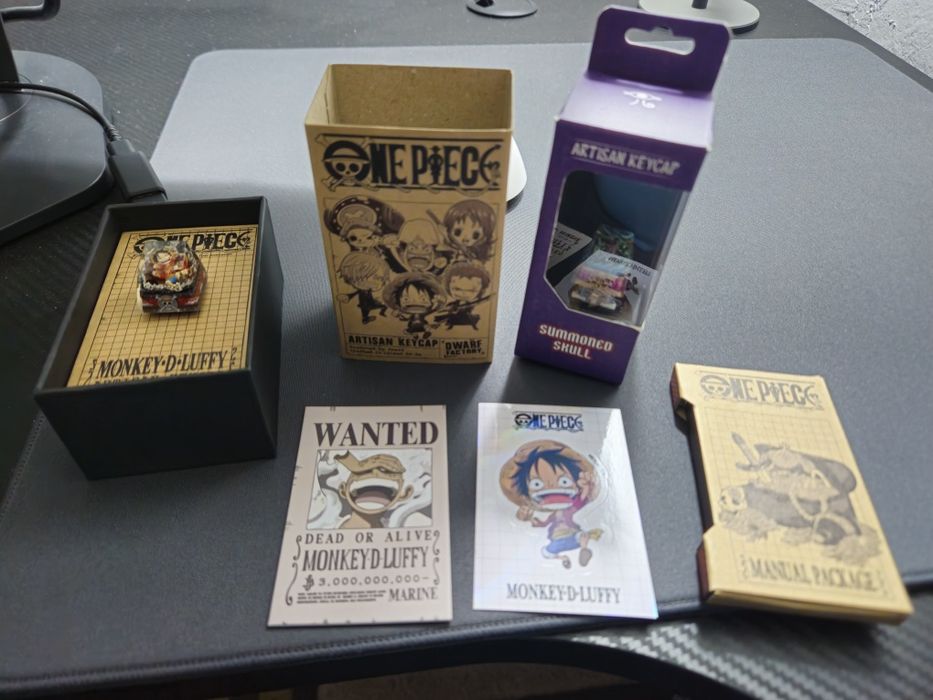 ONE PIECE
MONKEY·D·LUFFY
ONE PIECE
ARTISAN KEYCAP
DWARF
FACTORY
ARTISAN KEYCAP
SUMMONED
SKULL
WANTED
DEAD OR ALIVE
MONKEY·D·LUFFY
3,000,000,000-
MARINE
ONE PIECE
MONKEY·D·LUFFY
ONE PIECE
MANUAL PACKAGE